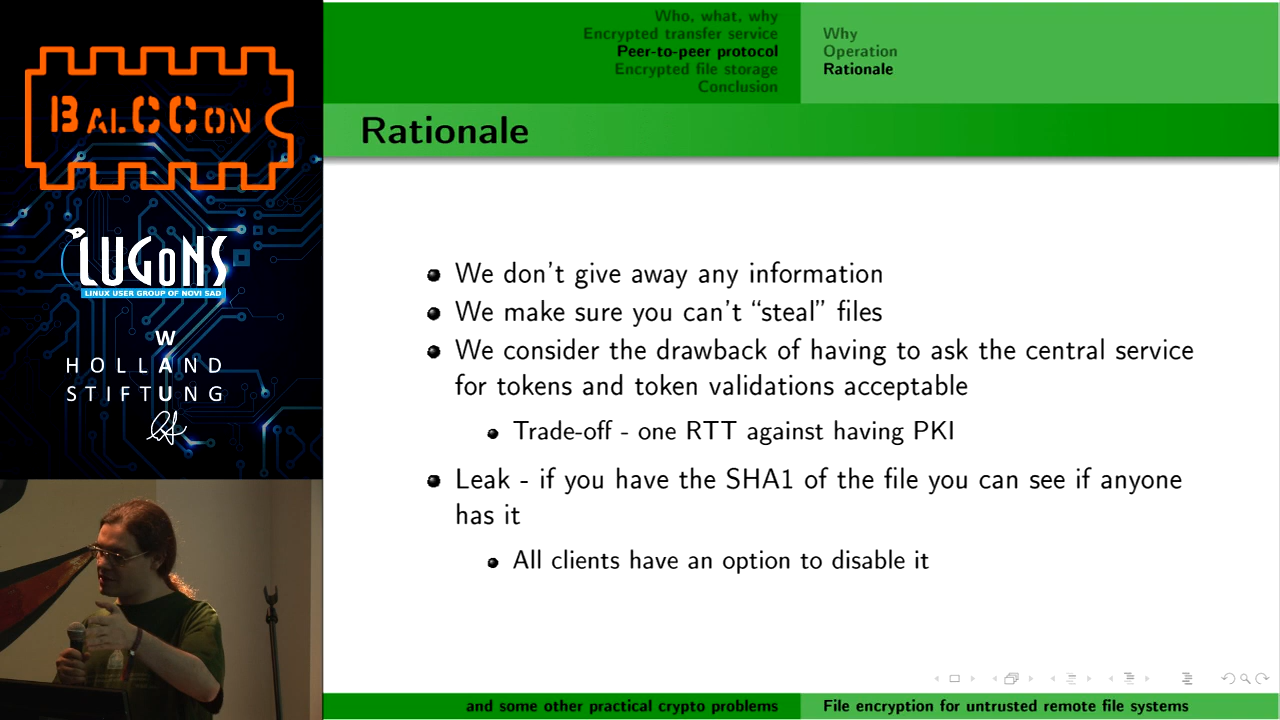 BALCCON
LUGONS
LINUX USER GROUP OF NOVI SAD
W
HOLLAND
A
U
STIFTUNG
Who, what, why
Encrypted transfer service
Peer-to-peer protocol
Encrypted file storage
Conclusion
Why
Operation
Rationale
Rationale
We don't give away any information
We make sure you can't “steal” files
We consider the drawback of having to ask the central service
for tokens and token validations acceptable
Trade-off - one RTT against having PKI
Leak - if you have the SHA1 of the file you can see if anyone
has it
All clients have an option to disable it
and some other practical crypto problems
File encryption for untrusted remote file systems